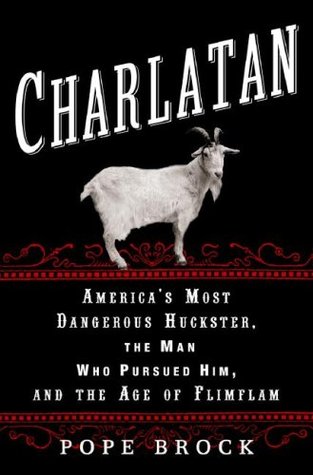 CHARLATAN
AMERICA'S MOST
DANGEROUS HUCKSTER,
THE MAN
WHO PURSUED HIM,
AND THE AGE OF FLIMFLAM
POPE BROCK